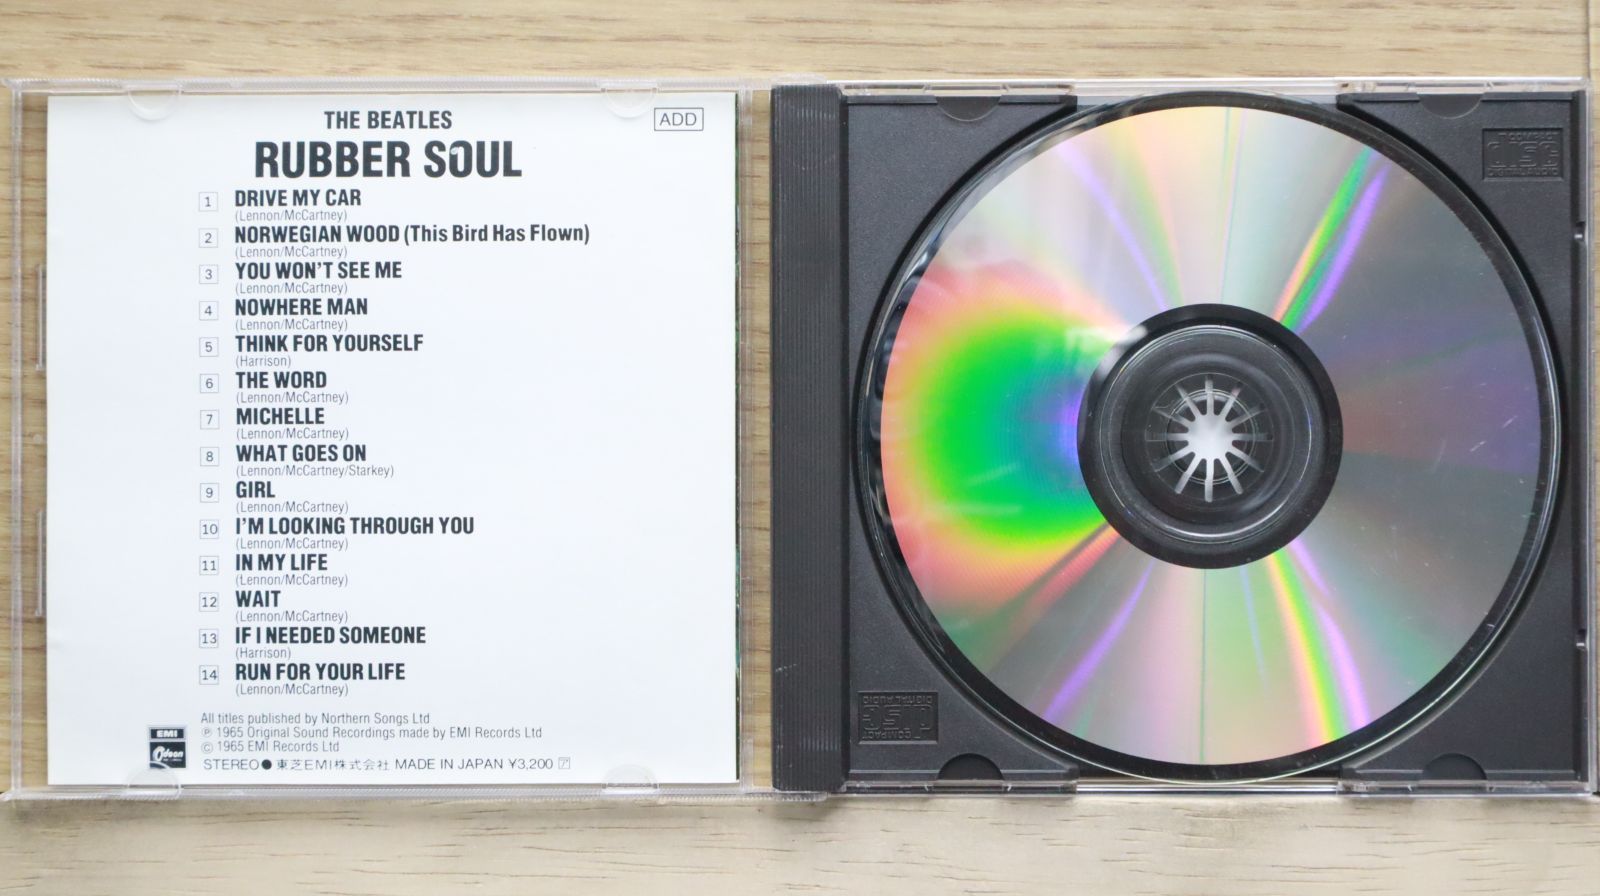 THE BEATLES
ADD
RUBBER SOUL
1 DRIVE MY CAR
(Lennon/McCartney)
2 NORWEGIAN WOOD (This Bird Has Flown)
(Lennon/McCartney)
3 YOU WON'T SEE ME
(Lennon/McCartney)
4 NOWHERE MAN
(Lennon/McCartney)
5 THINK FOR YOURSELF
(Harrison)
6 THE WORD
(Lennon/McCartney)
7 MICHELLE
(Lennon/McCartney)
8 WHAT GOES ON
(Lennon/McCartney/Starkey)
9 GIRL
(Lennon/McCartney)
10 I'M LOOKING THROUGH YOU
(Lennon/McCartney)
11 IN MY LIFE
(Lennon/McCartney)
12 WAIT
(Lennon/McCartney)
13 IF I NEEDED SOMEONE
(Harrison)
14 RUN FOR YOUR LIFE
(Lennon/McCartney)
All titles published by Northern Songs Ltd
℗ 1965 Original Sound Recordings made by EMI Records Ltd
© 1965 EMI Records Ltd
EMI
Odeon
STEREO● 東芝EMI株式会社 MADE IN JAPAN ¥3,200 ア
COMPACT
disc
DIGITAL AUDIO
COMPACT
disc
DIGITAL AUDIO